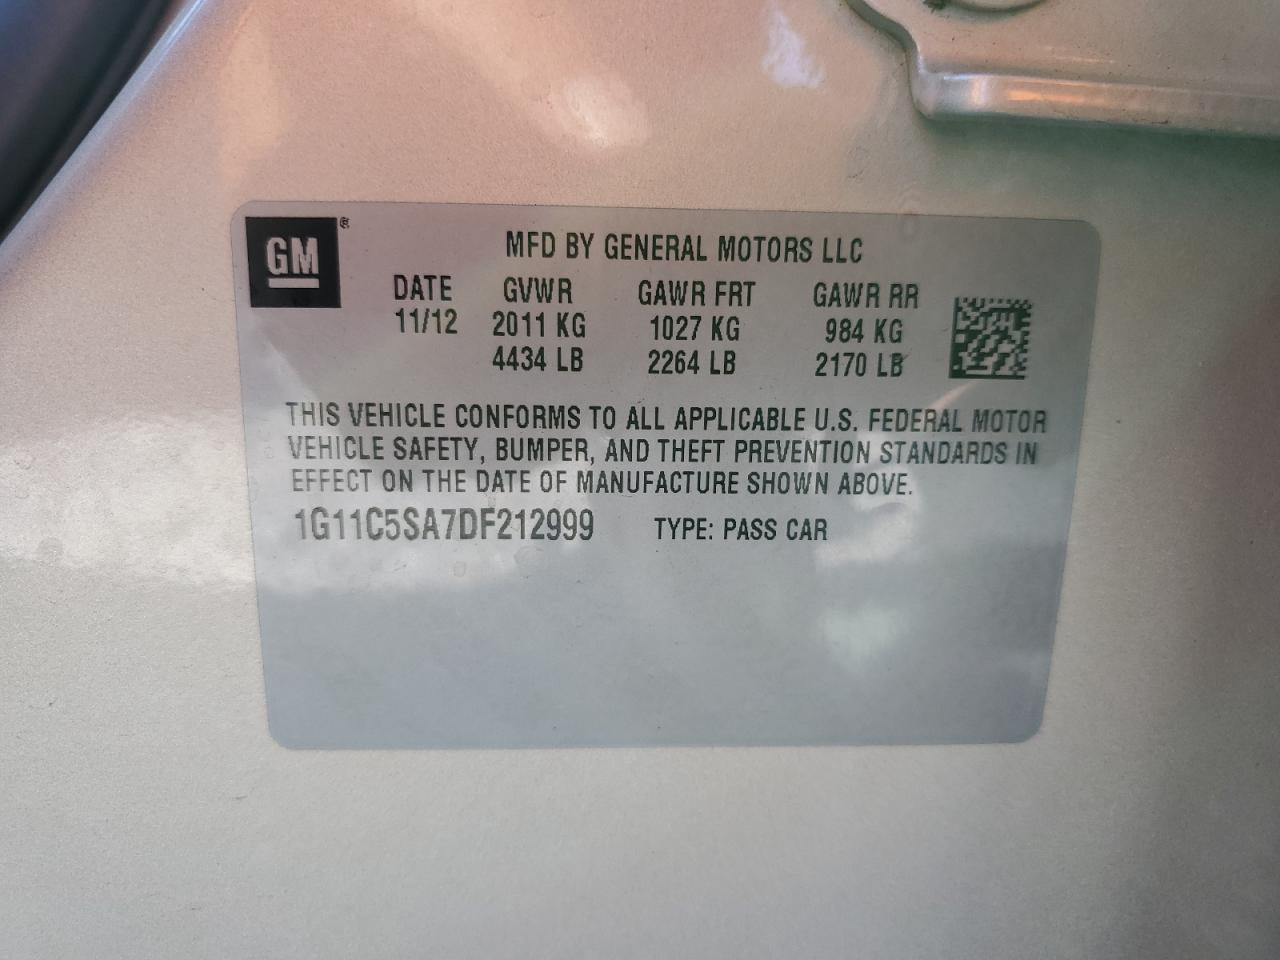 GM®
MFD BY GENERAL MOTORS LLC
DATE GVWR GAWR FRT GAWR RR
11/12 2011 KG 1027 KG 984 KG
4434 LB 2264 LB 2170 LB
THIS VEHICLE CONFORMS TO ALL APPLICABLE U.S. FEDERAL MOTOR
VEHICLE SAFETY, BUMPER, AND THEFT PREVENTION STANDARDS IN
EFFECT ON THE DATE OF MANUFACTURE SHOWN ABOVE.
1G11C5SA7DF212999 TYPE: PASS CAR